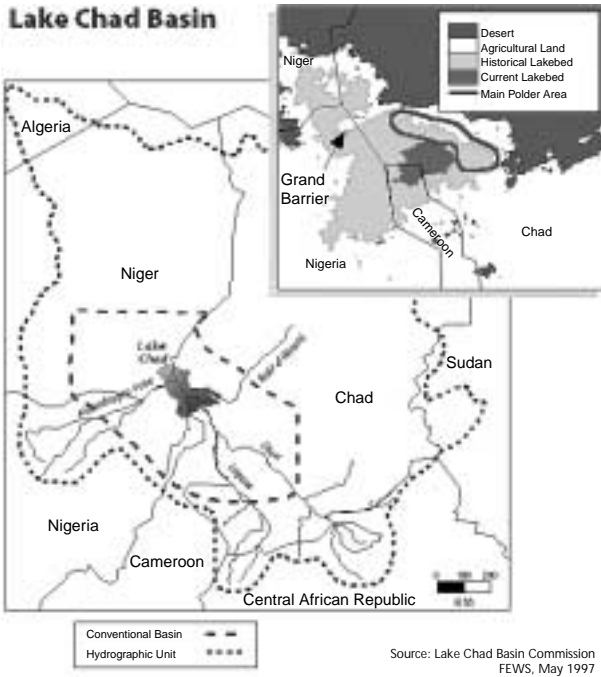 Lake Chad Basin
Desert
Agricultural Land
Historical Lakebed
Current Lakebed
Main Polder Area
Niger
Grand
Barrier
Nigeria
Cameroon
Chad
Algeria
Niger
Lake
Chad
Chad
Sudan
Nigeria
Cameroon
Central African Republic
Conventional Basin
Hydrographic Unit
Source: Lake Chad Basin Commission
FEWS, May 1997